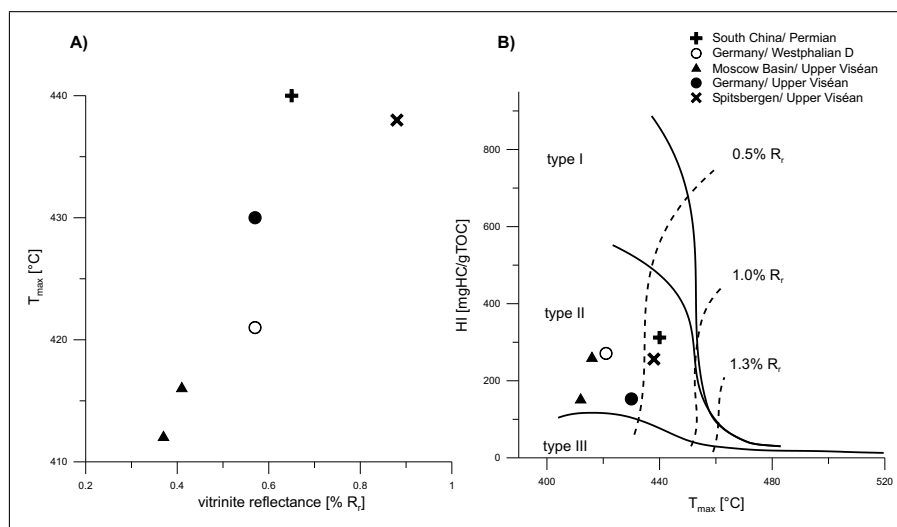 A)
440
430
420
410
T_max [°C]
0.2
0.4
0.6
0.8
1
vitrinite reflectance [% R_r]
B)
South China/ Permian
Germany/ Westphalian D
Moscow Basin/ Upper Viséan
Germany/ Upper Viséan
Spitsbergen/ Upper Viséan
800
600
400
200
0
HI [mgHC/gTOC]
type I
type II
type III
0.5% R_r
1.0% R_r
1.3% R_r
400
440
480
520
T_max [°C]